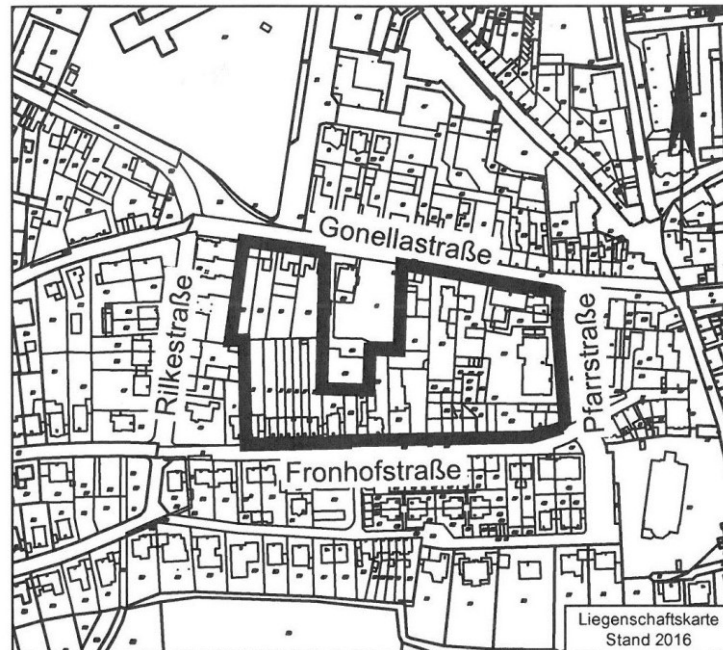 Gonellastraße
Rilkestraße
Pfarrstraße
Fronhofstraße
Liegenschaftskarte
Stand 2016